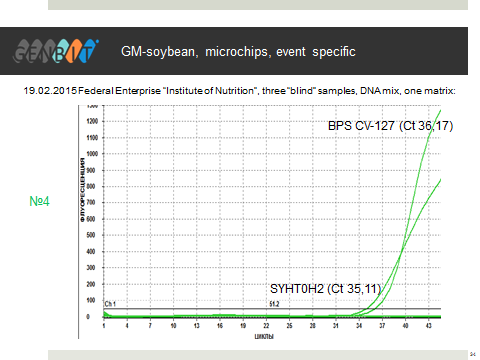 GENBIT
GM-soybean, microchips, event specific
19.02.2015 Federal Enterprise "Institute of Nutrition", three "blind" samples, DNA mix, one matrix:
№4
ФЛУОРЕСЦЕНЦИЯ
1300
1200
1100
1000
900
800
700
600
500
400
300
200
100
0
BPS CV-127 (Ct 36,17)
SYHT0H2 (Ct 35,11)
Ch 1
51.2
1 4 7 10 13 16 19 22 25 28 31 34 37 40 43
ЦИКЛЫ